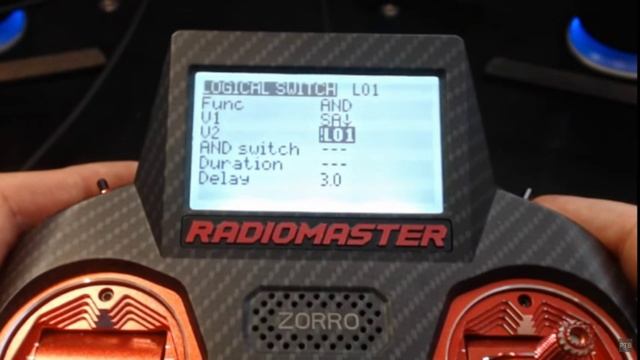 LOGICAL SWITCH L01
Func AND
V1 SA↓
V2 !L01
AND switch ---
Duration ---
Delay 3.0
RADIOMASTER
ZORRO